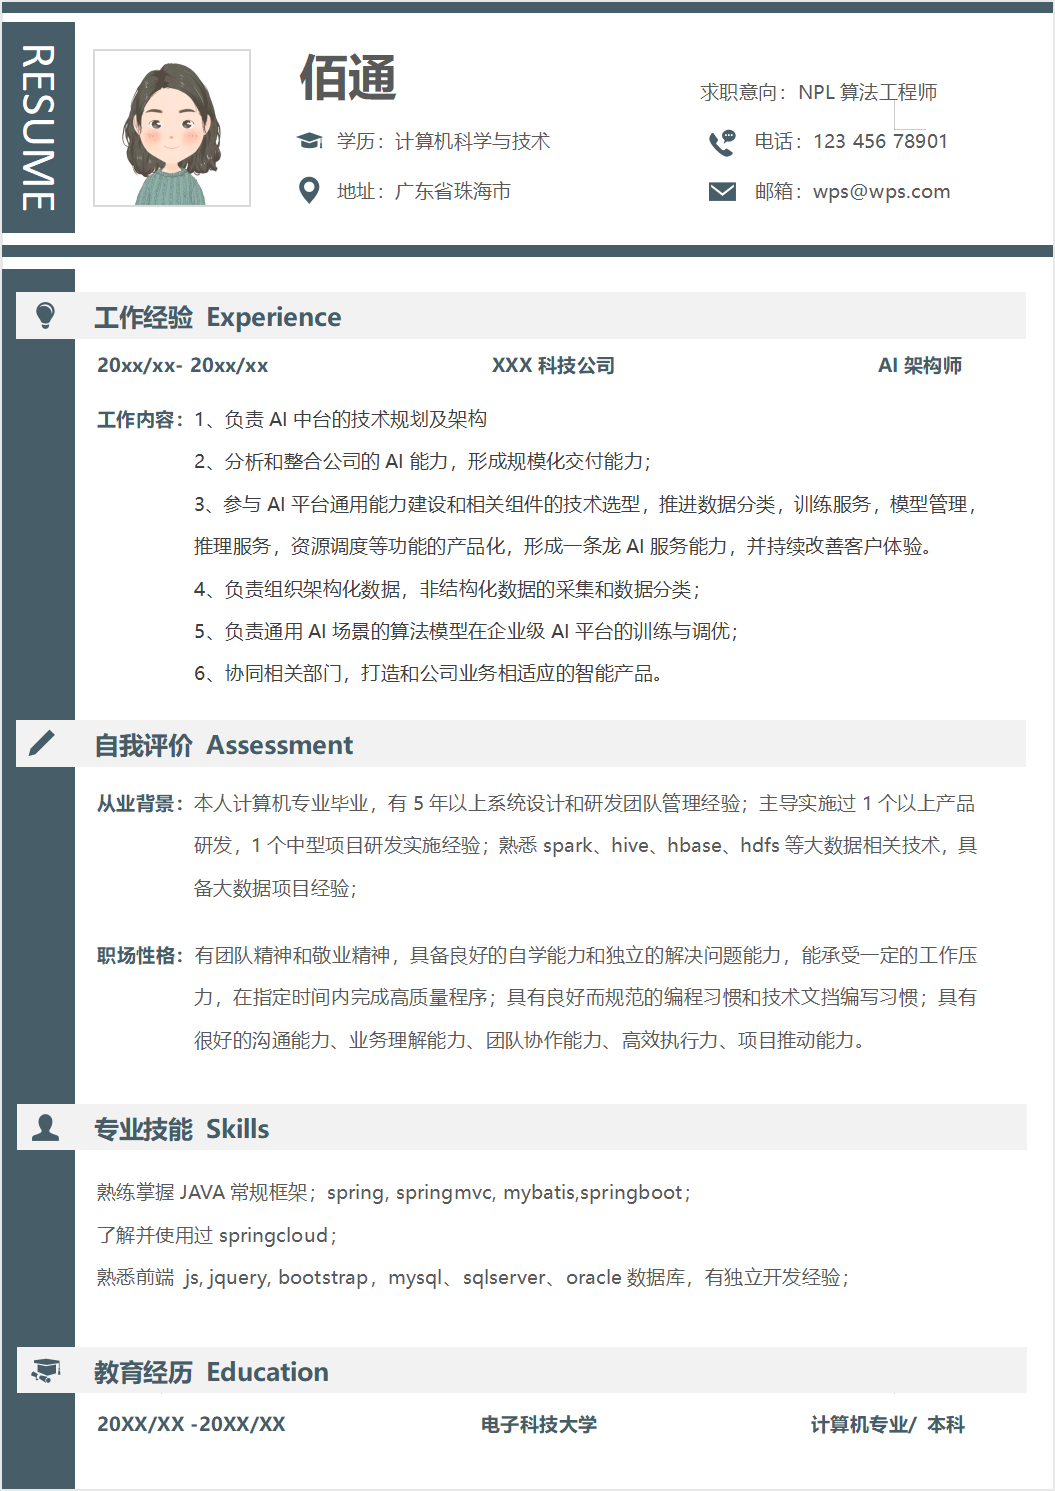 RESUME
佰通
求职意向：NPL 算法工程师
学历：计算机科学与技术
电话：123 456 78901
地址：广东省珠海市
邮箱：wps@wps.com
工作经验 Experience
20xx/xx- 20xx/xx
XXX 科技公司
AI 架构师
工作内容：1、负责 AI 中台的技术规划及架构
2、分析和整合公司的 AI 能力，形成规模化交付能力；
3、参与 AI 平台通用能力建设和相关组件的技术选型，推进数据分类，训练服务，模型管理，
推理服务，资源调度等功能的产品化，形成一条龙 AI 服务能力，并持续改善客户体验。
4、负责组织架构化数据，非结构化数据的采集和数据分类；
5、负责通用 AI 场景的算法模型在企业级 AI 平台的训练与调优；
6、协同相关部门，打造和公司业务相适应的智能产品。
自我评价 Assessment
从业背景：本人计算机专业毕业，有 5 年以上系统设计和研发团队管理经验；主导实施过 1 个以上产品
研发，1 个中型项目研发实施经验；熟悉 spark、hive、hbase、hdfs 等大数据相关技术，具
备大数据项目经验；
职场性格：有团队精神和敬业精神，具备良好的自学能力和独立的解决问题能力，能承受一定的工作压
力，在指定时间内完成高质量程序；具有良好而规范的编程习惯和技术文挡编写习惯；具有
很好的沟通能力、业务理解能力、团队协作能力、高效执行力、项目推动能力。
专业技能 Skills
熟练掌握 JAVA 常规框架；spring, springmvc, mybatis,springboot；
了解并使用过 springcloud；
熟悉前端 js, jquery, bootstrap，mysql、sqlserver、oracle 数据库，有独立开发经验；
教育经历 Education
20XX/XX -20XX/XX
电子科技大学
计算机专业/ 本科